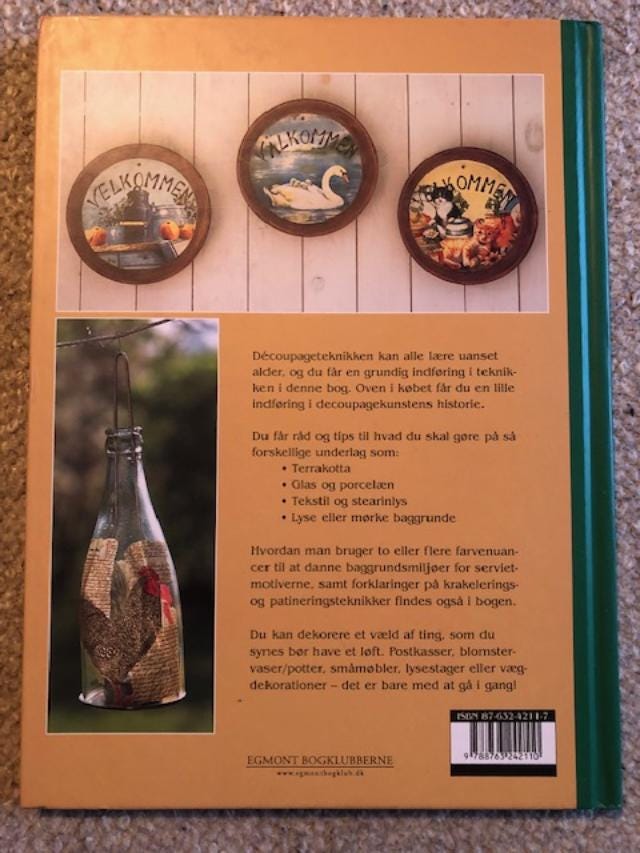 VELKOMMEN
VÄLKOMMEN
KOMMEN
Découpageteknikken kan alle lære uanset
alder, og du får en grundig indføring i teknik-
ken i denne bog. Oven i købet får du en lille
indføring i decoupagekunstens historie.
Du får råd og tips til hvad du skal gøre på så
forskellige underlag som:
• Terrakotta
• Glas og porcelæn
• Tekstil og stearinlys
• Lyse eller mørke baggrunde
Hvordan man bruger to eller flere farvenuan-
cer til at danne baggrundsmiljøer for serviet-
motiverne, samt forklaringer på krakelerings-
og patineringsteknikker findes også i bogen.
Du kan dekorere et væld af ting, som du
synes bør have et løft. Postkasser, blomster-
vaser/potter, småmøbler, lysestager eller væg-
dekorationer – det er bare med at gå i gang!
ISBN 87-632-4211-7
9 788763 242110
EGMONT BOGKLUBBERNE
www.egmontbogklub.dk